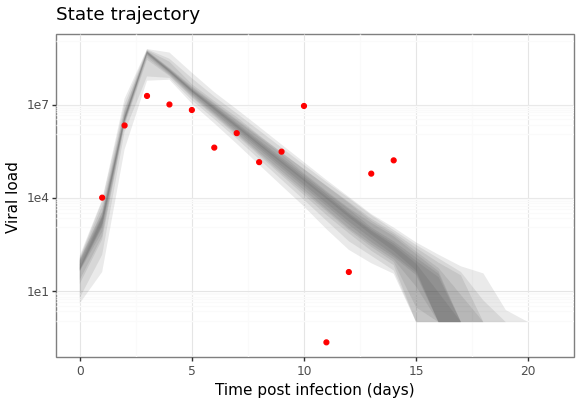 State trajectory
Viral load
1e7
1e4
1e1
0 5 10 15 20
Time post infection (days)